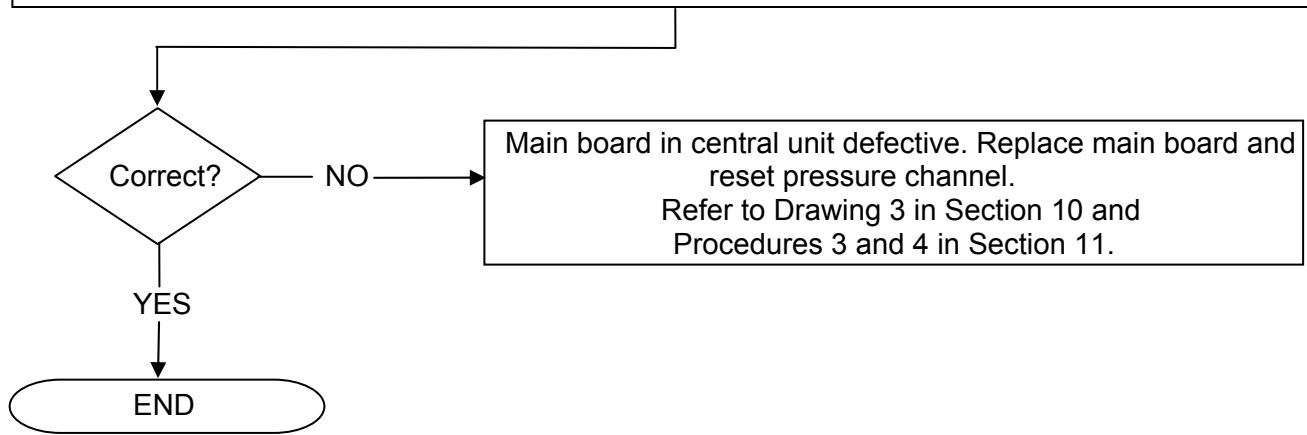 Correct?
NO
Main board in central unit defective. Replace main board and
reset pressure channel.
Refer to Drawing 3 in Section 10 and
Procedures 3 and 4 in Section 11.
YES
END